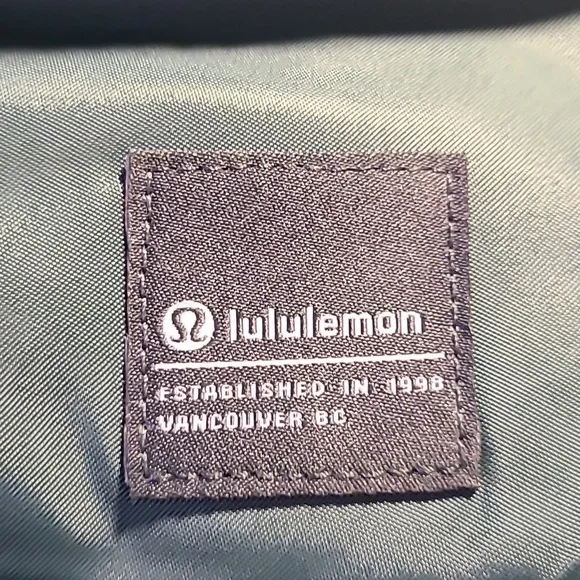 lululemon
ESTABLISHED IN 1998
VANCOUVER BC